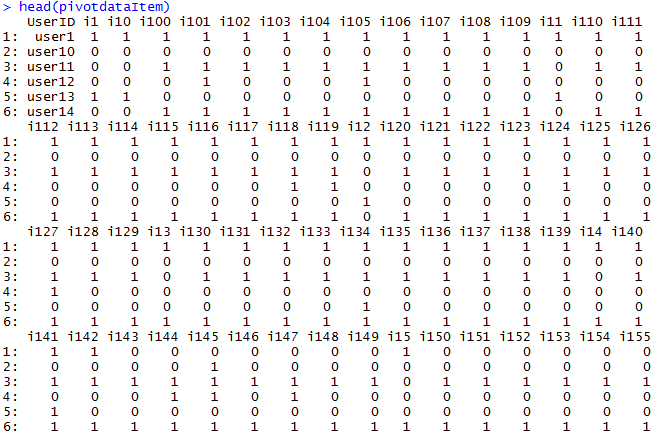 > head(pivotdataItem)
UserID i1 i10 i100 i101 i102 i103 i104 i105 i106 i107 i108 i109 i11 i110 i111
1: user1 1 1 1 1 1 1 1 1 1 1 1 1 1 1 1
2: user10 0 0 0 0 0 0 0 0 0 0 0 0 0 0 0
3: user11 0 0 1 1 1 1 1 1 1 1 1 1 0 1 1
4: user12 0 0 0 1 0 0 0 1 0 0 0 0 0 0 0
5: user13 1 1 0 0 0 0 0 0 0 0 0 0 1 0 0
6: user14 0 0 1 1 1 1 1 1 1 1 1 1 0 1 1
i112 i113 i114 i115 i116 i117 i118 i119 i12 i120 i121 i122 i123 i124 i125 i126
1: 1 1 1 1 1 1 1 1 1 1 1 1 1 1 1 1
2: 0 0 0 0 0 0 0 0 0 0 0 0 0 0 0 0
3: 1 1 1 1 1 1 1 1 0 1 1 1 1 1 1 1
4: 0 0 0 0 0 0 1 1 0 0 0 0 0 1 0 0
5: 0 0 0 0 0 0 0 0 1 0 0 0 0 0 0 0
6: 1 1 1 1 1 1 1 1 0 1 1 1 1 1 1 1
i127 i128 i129 i13 i130 i131 i132 i133 i134 i135 i136 i137 i138 i139 i14 i140
1: 1 1 1 1 1 1 1 1 1 1 1 1 1 1 1 1
2: 0 0 0 0 0 0 0 0 0 0 0 0 0 0 0 0
3: 1 1 1 0 1 1 1 1 1 1 1 1 1 1 0 1
4: 1 0 0 0 0 0 0 0 0 0 0 0 0 0 0 0
5: 0 0 0 0 0 0 0 0 1 0 0 0 0 0 0 0
6: 1 1 1 1 1 1 1 1 1 1 1 1 1 1 1 1
i141 i142 i143 i144 i145 i146 i147 i148 i149 i15 i150 i151 i152 i153 i154 i155
1: 1 1 0 0 0 0 0 0 0 1 0 0 0 0 0 0
2: 0 0 0 0 1 0 0 0 0 0 0 0 0 0 0 0
3: 1 1 1 1 1 1 1 1 1 0 1 1 1 1 1 1
4: 0 0 0 1 1 0 1 0 0 0 0 0 0 0 0 0
5: 1 0 0 0 0 0 0 0 0 0 0 0 0 0 0 0
6: 1 1 1 1 1 1 1 1 1 1 1 1 1 1 1 1